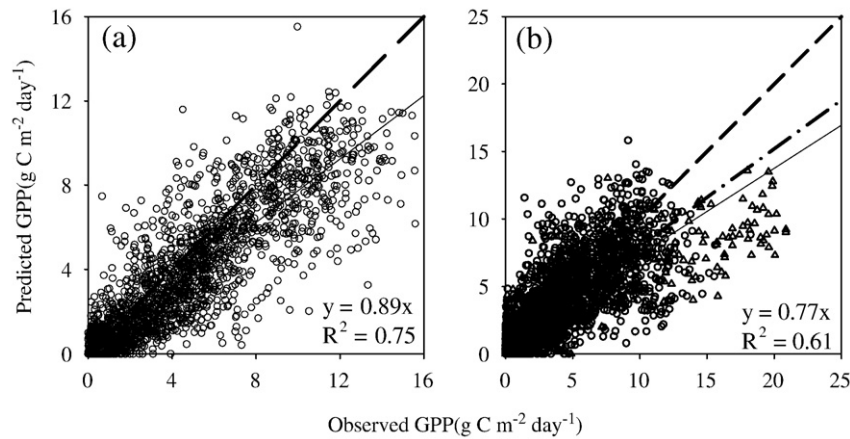 (a)
(b)
Predicted GPP(g C m⁻² day⁻¹)
16
12
8
4
0
0 4 8 12 16
y = 0.89x
R² = 0.75
25
20
15
10
5
0
0 5 10 15 20 25
y = 0.77x
R² = 0.61
Observed GPP(g C m⁻² day⁻¹)